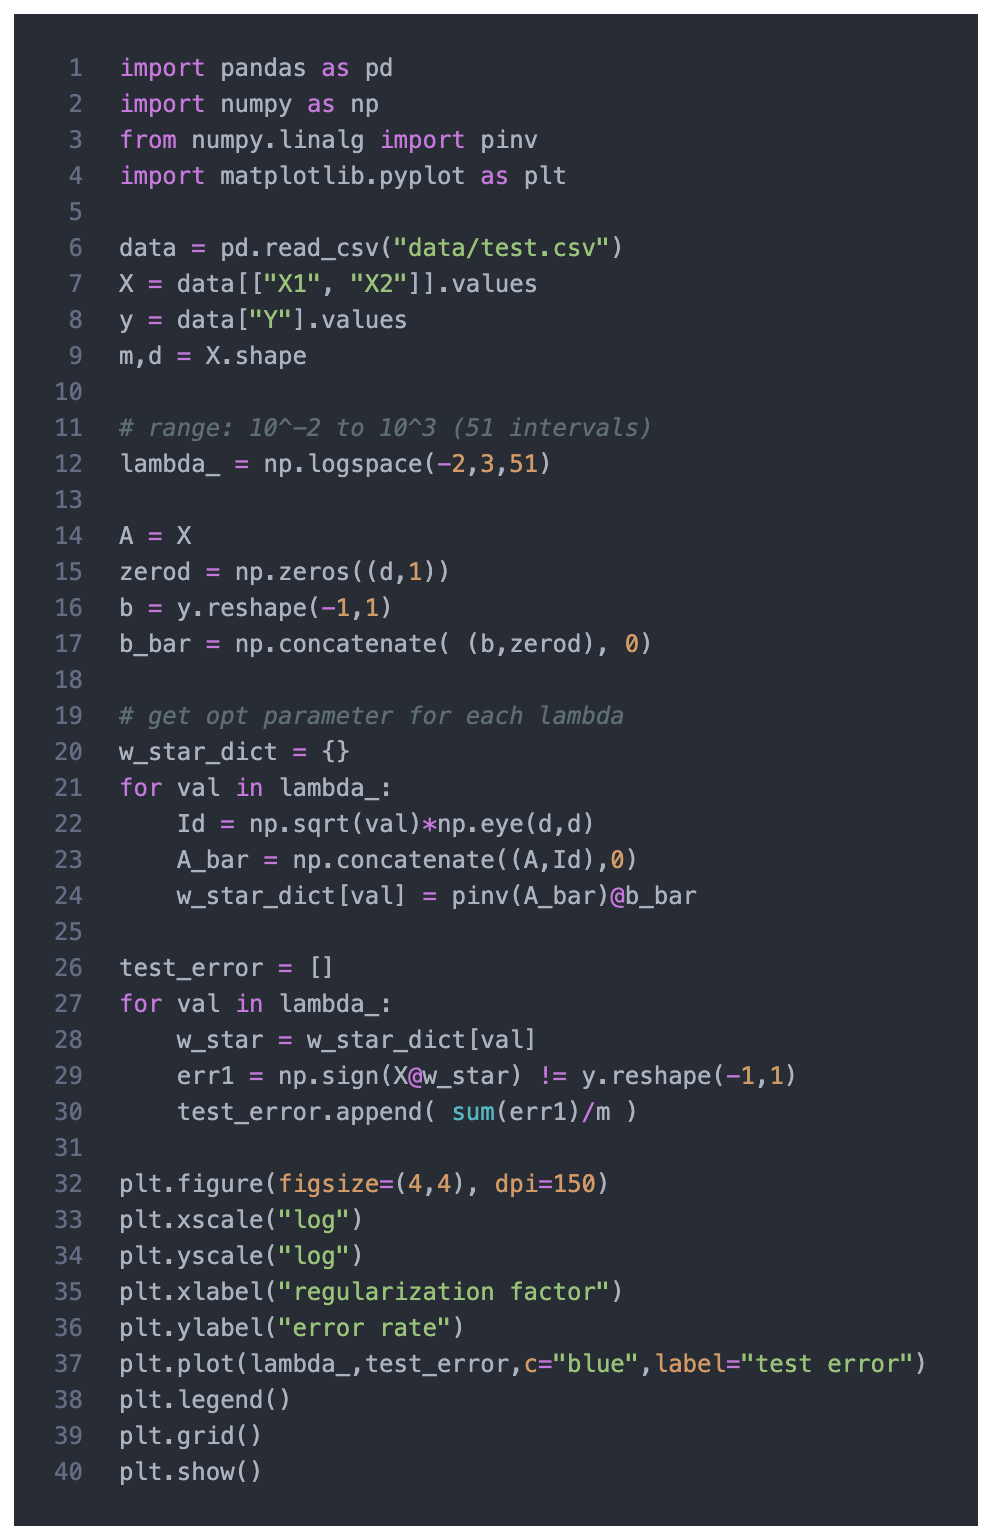 1 import pandas as pd
2 import numpy as np
3 from numpy.linalg import pinv
4 import matplotlib.pyplot as plt
5
6 data = pd.read_csv("data/test.csv")
7 X = data[["X1", "X2"]].values
8 y = data["Y"].values
9 m,d = X.shape
10
11 # range: 10^-2 to 10^3 (51 intervals)
12 lambda_ = np.logspace(-2,3,51)
13
14 A = X
15 zerod = np.zeros((d,1))
16 b = y.reshape(-1,1)
17 b_bar = np.concatenate( (b,zerod), 0)
18
19 # get opt parameter for each lambda
20 w_star_dict = {}
21 for val in lambda_:
22     Id = np.sqrt(val)*np.eye(d,d)
23     A_bar = np.concatenate((A,Id),0)
24     w_star_dict[val] = pinv(A_bar)@b_bar
25
26 test_error = []
27 for val in lambda_:
28     w_star = w_star_dict[val]
29     err1 = np.sign(X@w_star) != y.reshape(-1,1)
30     test_error.append( sum(err1)/m )
31
32 plt.figure(figsize=(4,4), dpi=150)
33 plt.xscale("log")
34 plt.yscale("log")
35 plt.xlabel("regularization factor")
36 plt.ylabel("error rate")
37 plt.plot(lambda_,test_error,c="blue",label="test error")
38 plt.legend()
39 plt.grid()
40 plt.show()